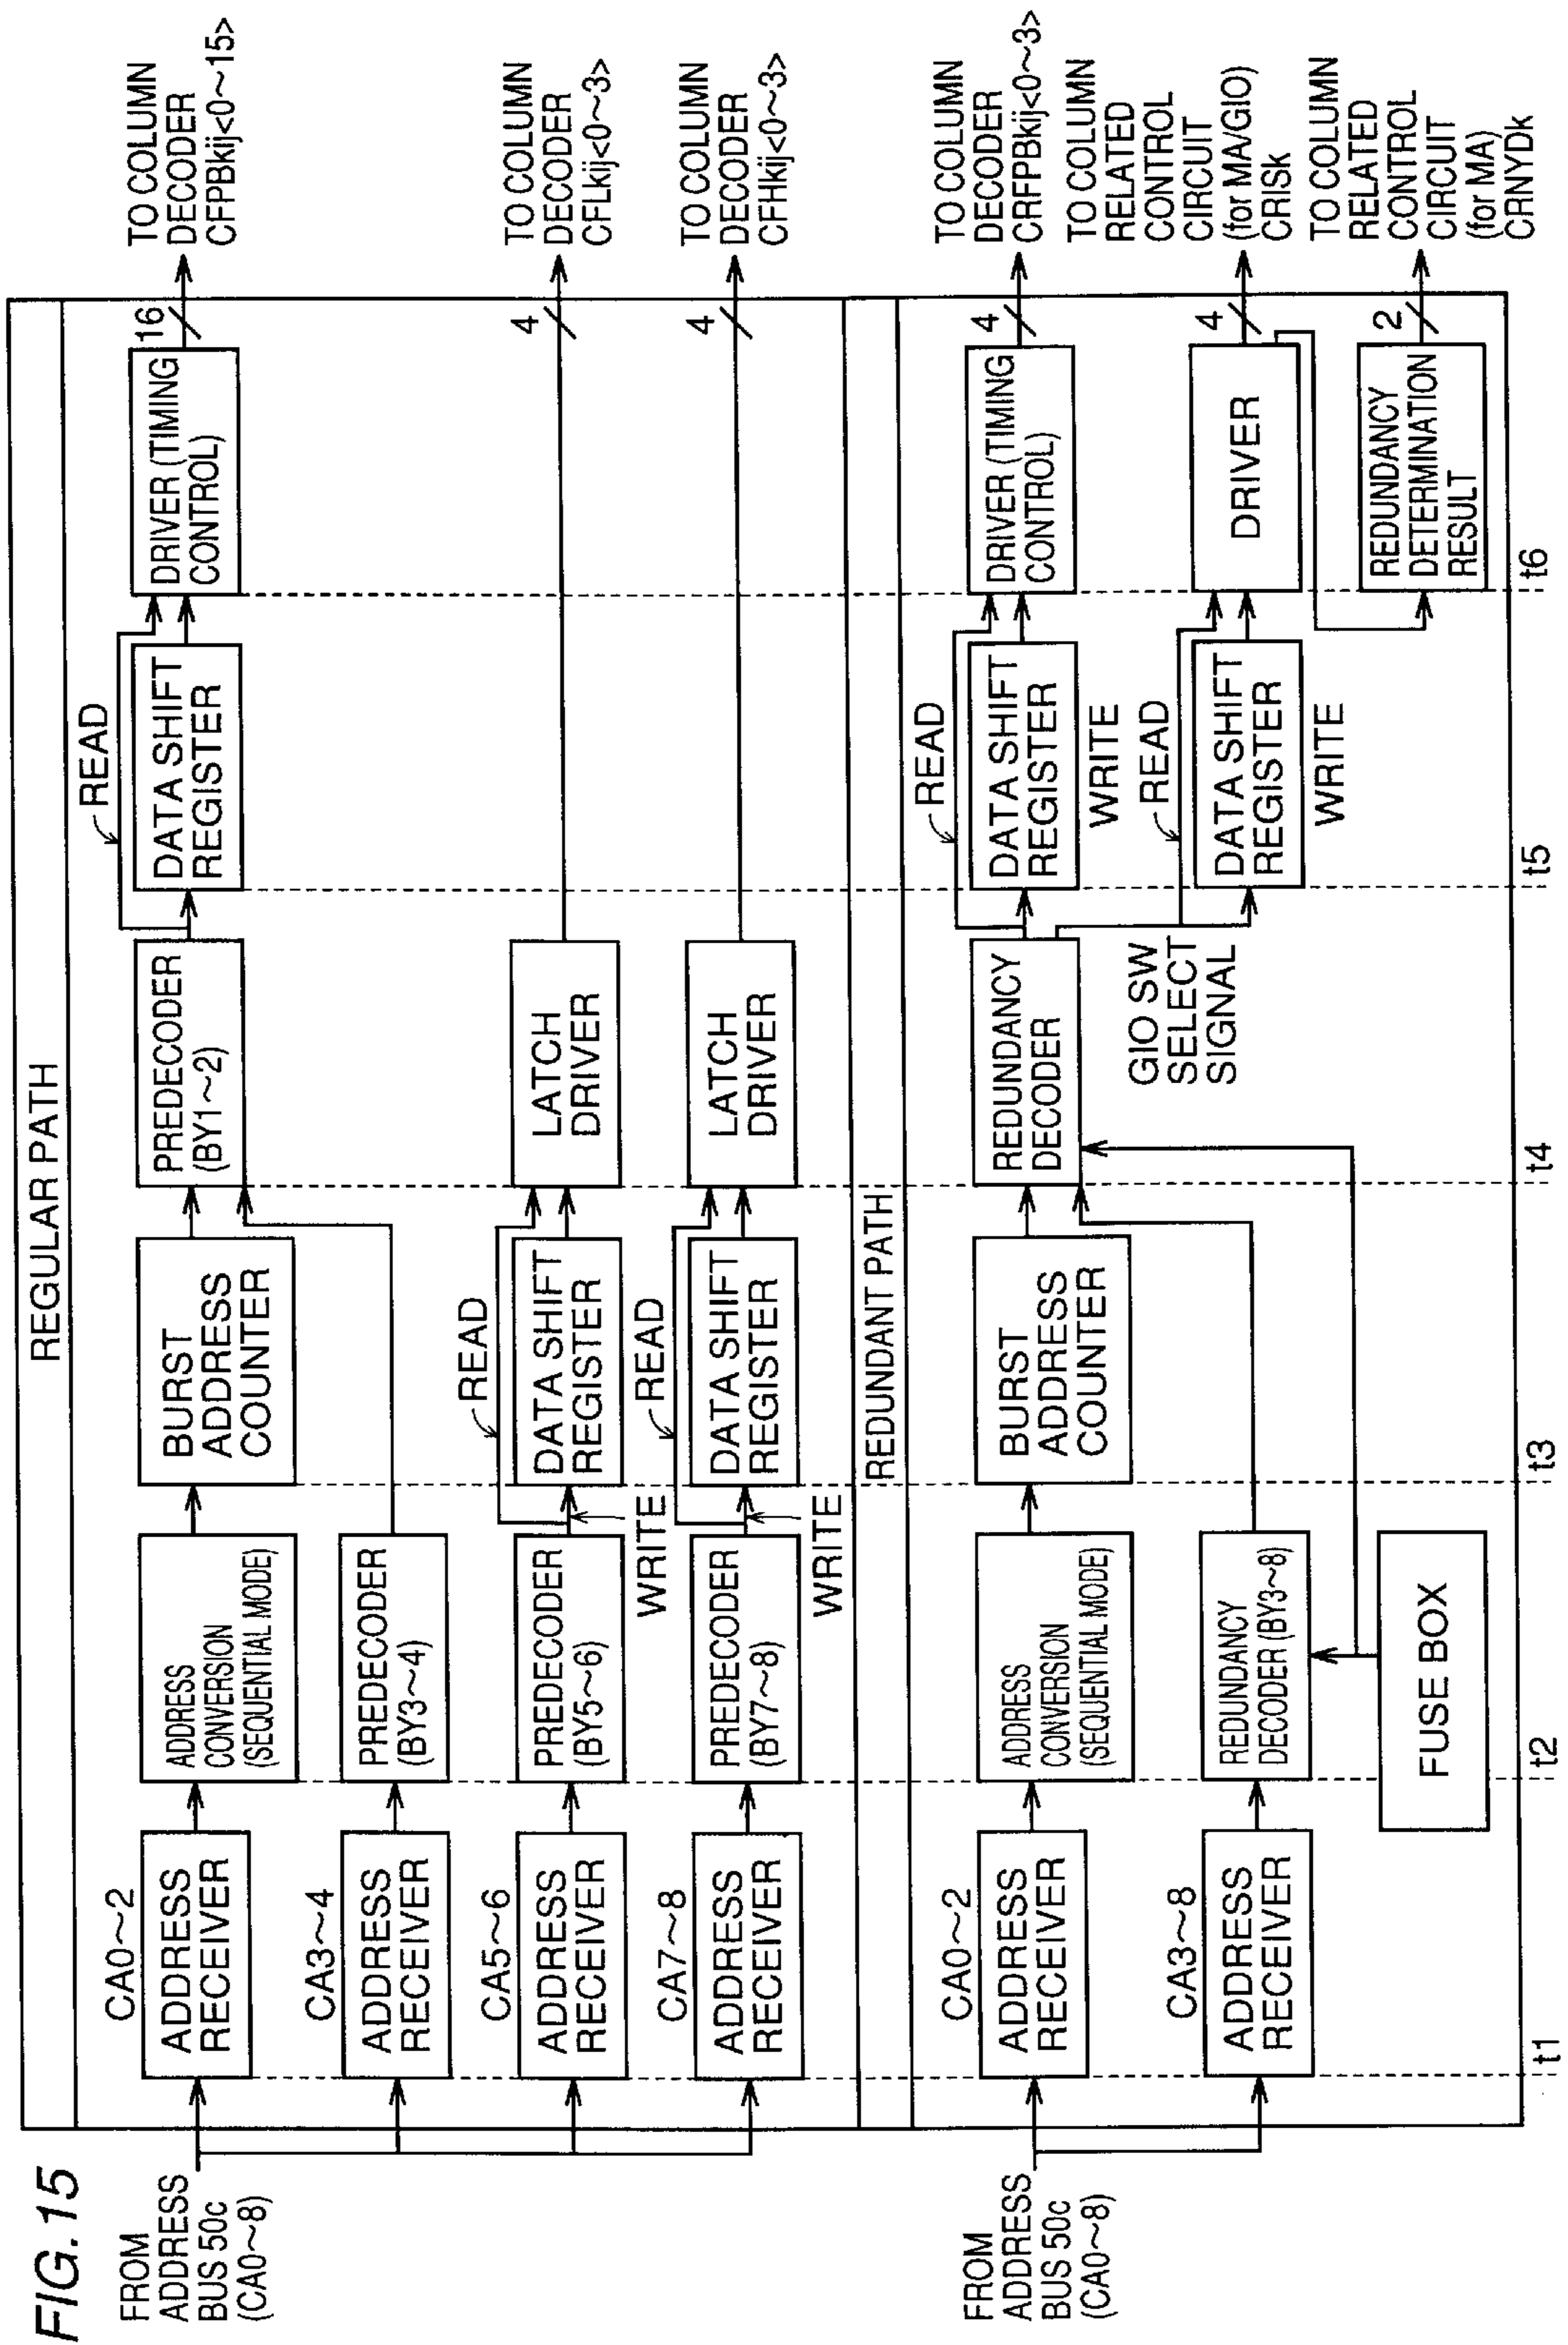 FIG.15
REGULAR PATH
FROM
ADDRESS
BUS 50c
(CA0~8)
CA0~2
ADDRESS
RECEIVER
ADDRESS
CONVERSION
(SEQUENTIAL MODE)
BURST
ADDRESS
COUNTER
PREDECODER
(BY1~2)
READ
DATA SHIFT
REGISTER
DRIVER (TIMING
CONTROL)
16
TO COLUMN
DECODER
CFPBkij<0~15>
CA3~4
ADDRESS
RECEIVER
PREDECODER
(BY3~4)
CA5~6
ADDRESS
RECEIVER
PREDECODER
(BY5~6)
WRITE
READ
DATA SHIFT
REGISTER
LATCH
DRIVER
4
TO COLUMN
DECODER
CFLkij<0~3>
CA7~8
ADDRESS
RECEIVER
PREDECODER
(BY7~8)
WRITE
READ
DATA SHIFT
REGISTER
LATCH
DRIVER
4
TO COLUMN
DECODER
CFHkij<0~3>
REDUNDANT PATH
FROM
ADDRESS
BUS 50c
(CA0~8)
CA0~2
ADDRESS
RECEIVER
ADDRESS
CONVERSION
(SEQUENTIAL MODE)
BURST
ADDRESS
COUNTER
REDUNDANCY
DECODER
READ
DATA SHIFT
REGISTER
WRITE
DRIVER (TIMING
CONTROL)
4
TO COLUMN
DECODER
CRFPBkij<0~3>
CA3~8
ADDRESS
RECEIVER
REDUNDANCY
DECODER (BY3~8)
GIO SW
SELECT
SIGNAL
READ
DATA SHIFT
REGISTER
WRITE
DRIVER
4
TO COLUMN
RELATED
CONTROL
CIRCUIT
(for MA/GIO)
CRISk
FUSE BOX
REDUNDANCY
DETERMINATION
RESULT
2
TO COLUMN
RELATED
CONTROL
CIRCUIT
(for MA)
CRNYDk
t1
t2
t3
t4
t5
t6